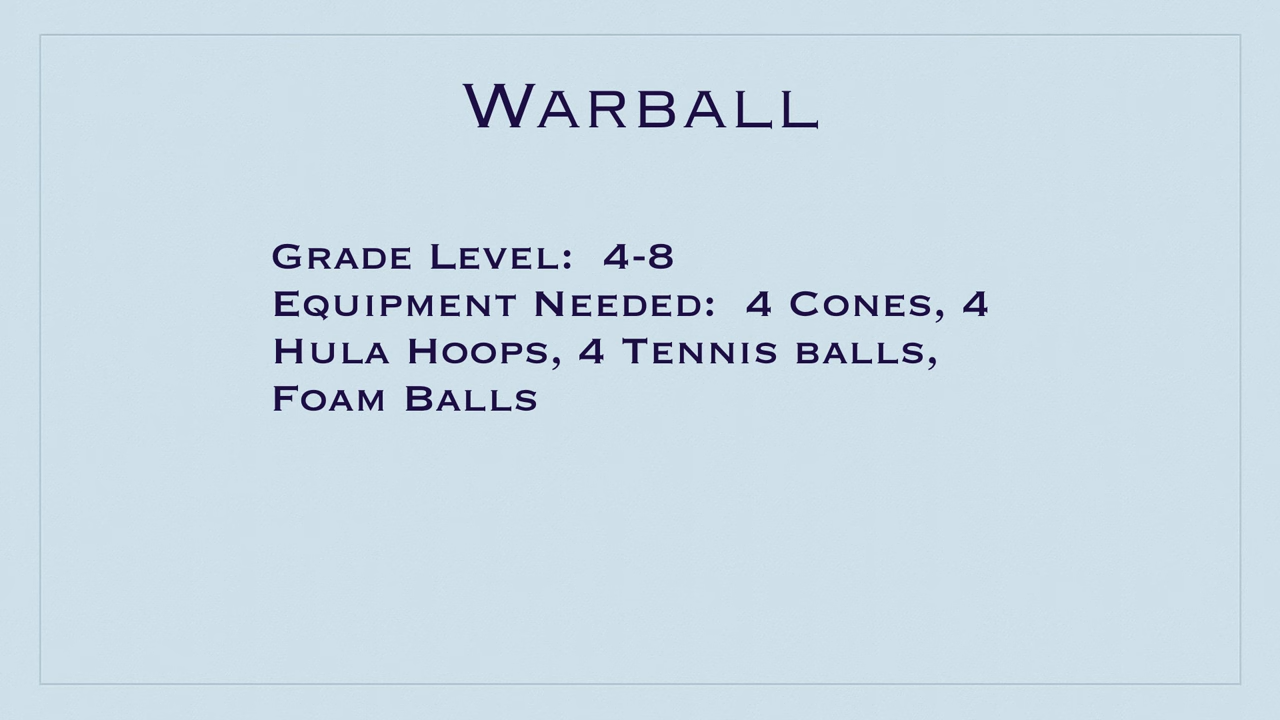 Warball
Grade Level: 4-8
Equipment Needed: 4 Cones, 4
Hula Hoops, 4 Tennis balls,
Foam Balls